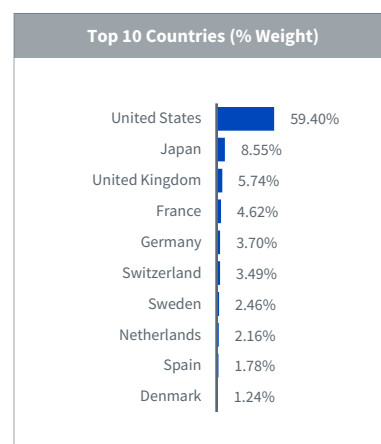 Top 10 Countries (% Weight)
United States 59.40%
Japan 8.55%
United Kingdom 5.74%
France 4.62%
Germany 3.70%
Switzerland 3.49%
Sweden 2.46%
Netherlands 2.16%
Spain 1.78%
Denmark 1.24%